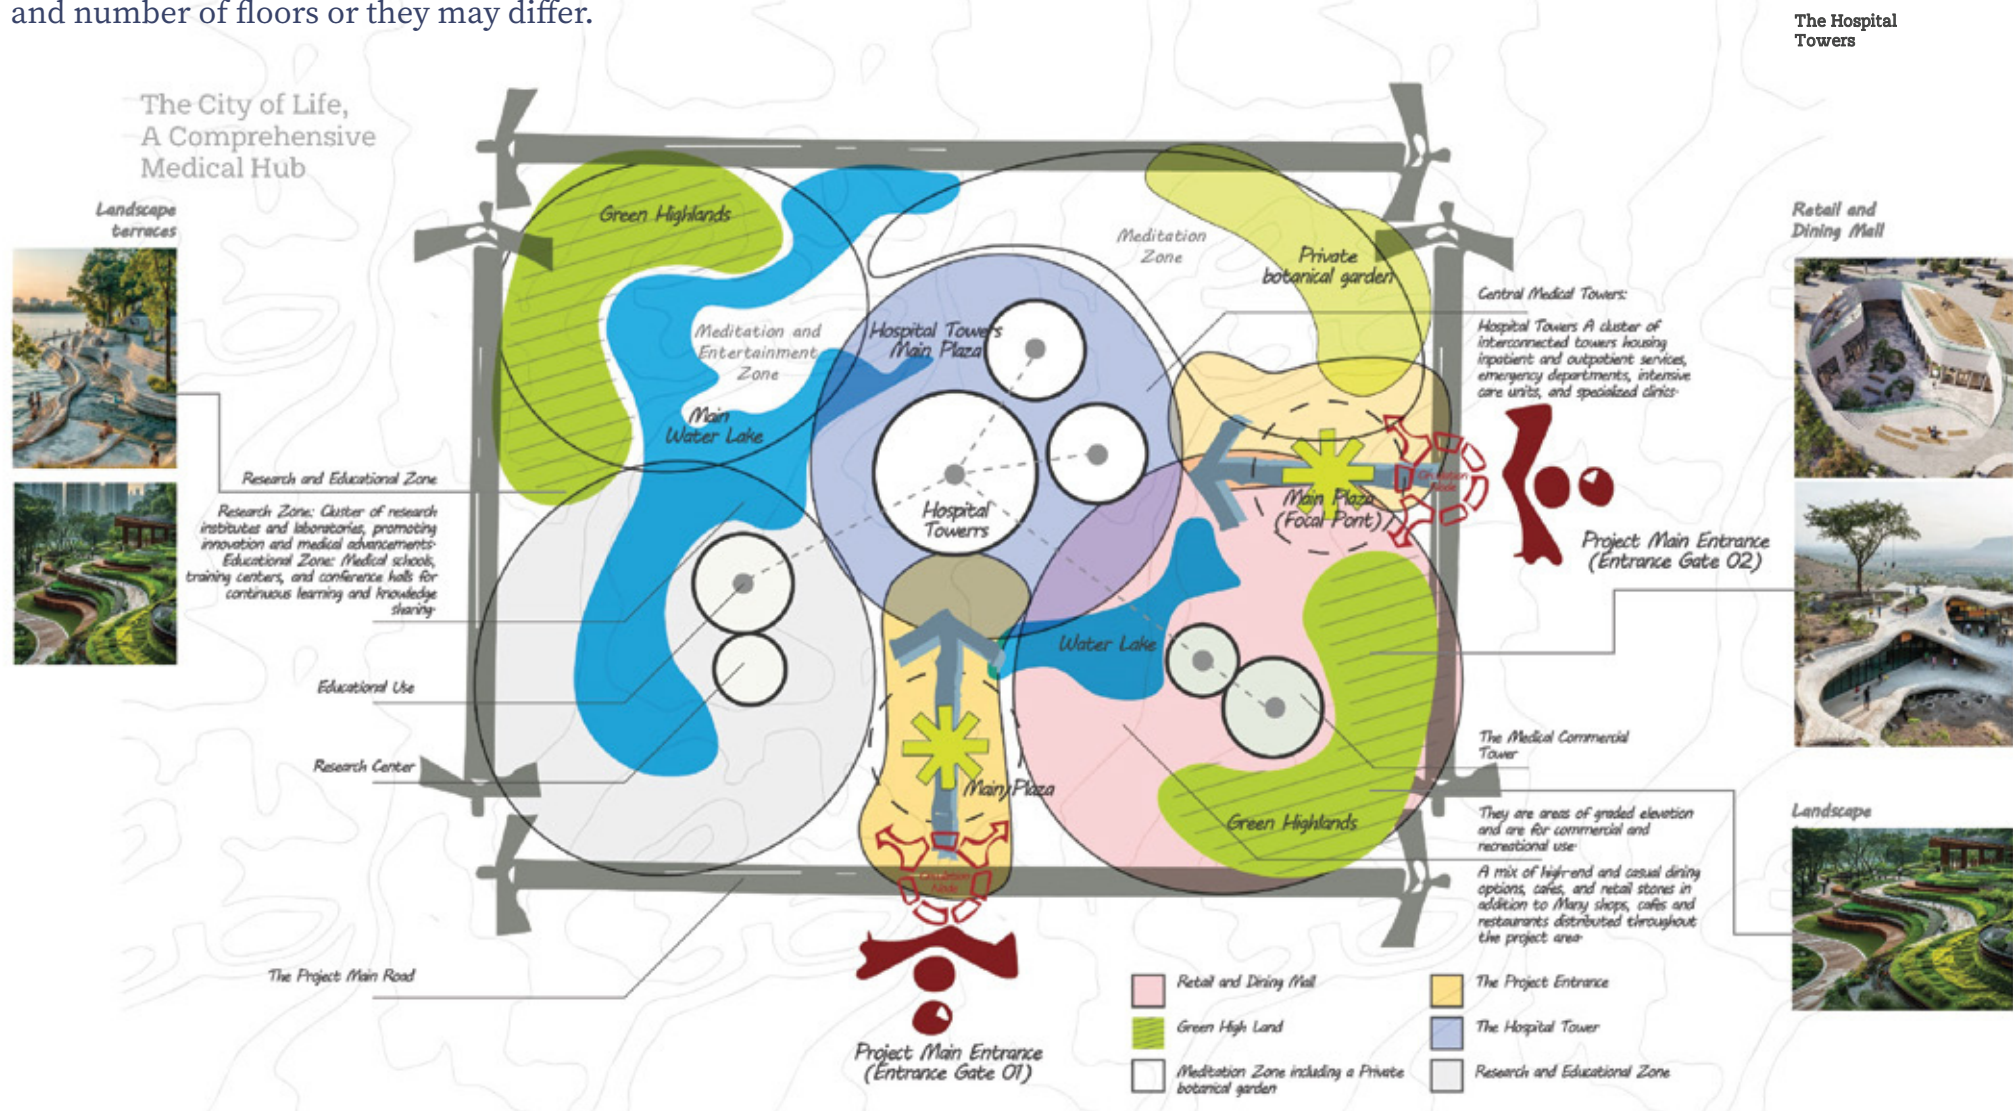 and number of floors or they may differ.
The Hospital
Towers
The City of Life,
A Comprehensive
Medical Hub
Landscape
terraces
Research and Educational Zone
Research Zone: Cluster of research
institutes and laboratories, promoting
innovation and medical advancements.
Educational Zone: Medical schools,
training centers, and conference halls for
continuous learning and knowledge
sharing.
Educational Use
Research Center
The Project Main Road
Green Highlands
Meditation and
Entertainment
Zone
Main
Water Lake
Hospital Towers
Main Plaza
Hospital
Towerrs
Meditation
Zone
Private
botanical garden
Main Plaza
(Focal Pont)
Circulation
Node
Water Lake
Main Plaza
Green Highlands
Circulation
Node
Project Main Entrance
(Entrance Gate 01)
Central Medical Towers:
Hospital Towers A cluster of
interconnected towers housing
inpatient and outpatient services,
emergency departments, intensive
care units, and specialized clinics.
Project Main Entrance
(Entrance Gate 02)
The Medical Commercial
Tower
They are areas of graded elevation
and are for commercial and
recreational use.
A mix of high-end and casual dining
options, cafes, and retail stores in
addition to Many shops, cafes and
restaurants distributed throughout
the project area.
Retail and
Dining Mall
Landscape
Retail and Dining Mall
Green High Land
Meditation Zone including a Private
botanical garden
The Project Entrance
The Hospital Tower
Research and Educational Zone